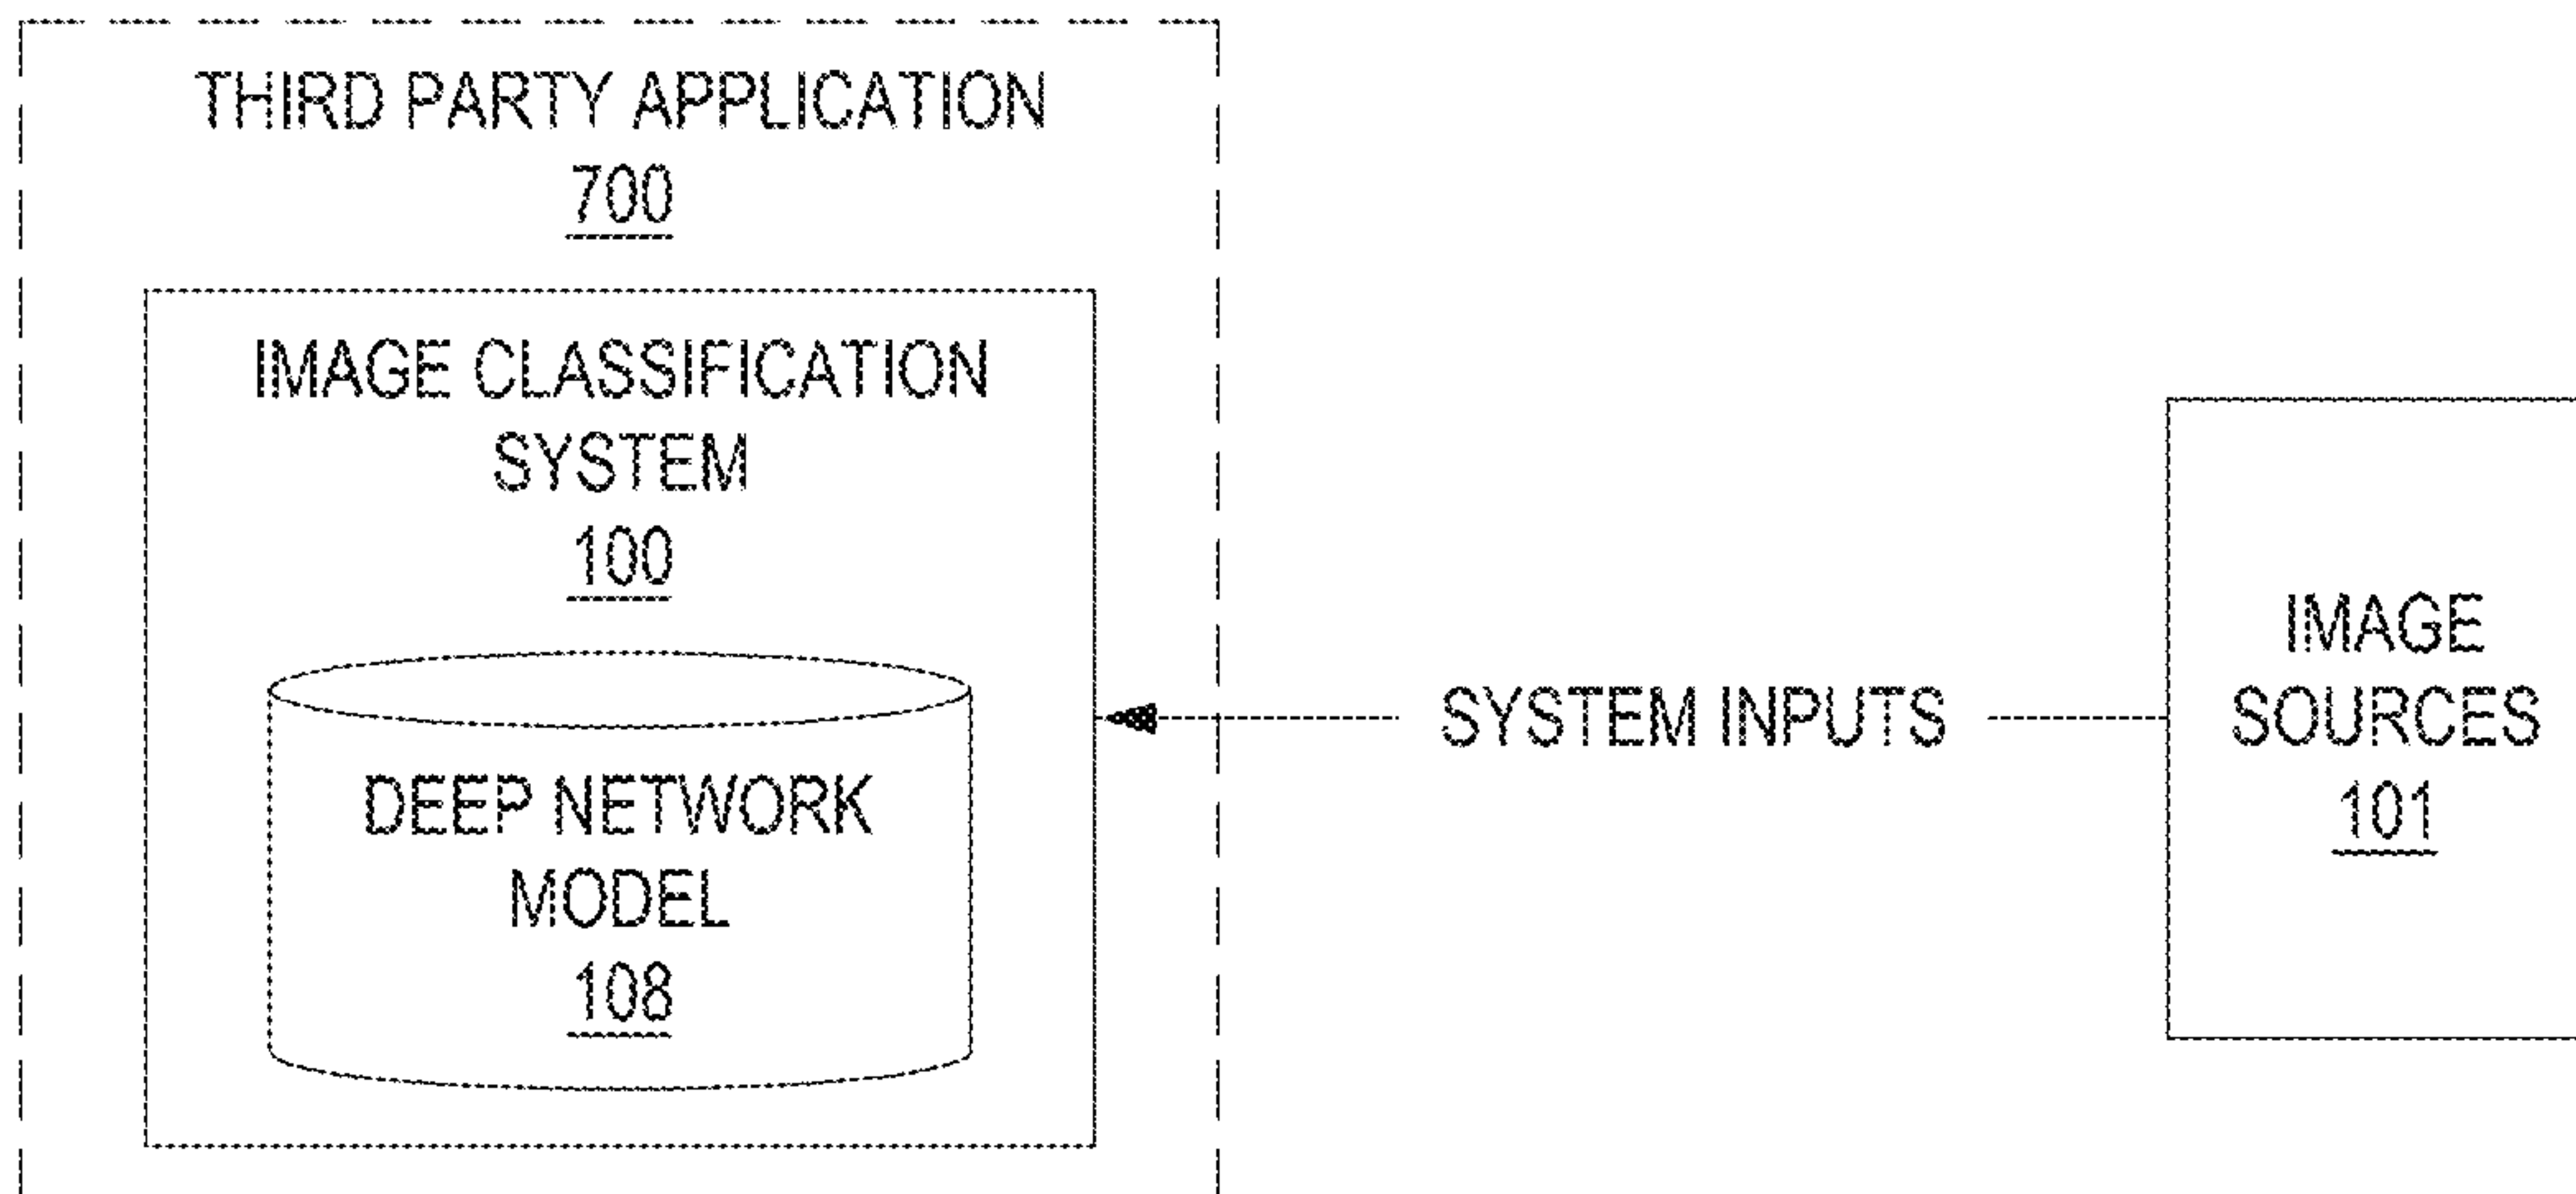 THIRD PARTY APPLICATION
700
IMAGE CLASSIFICATION
SYSTEM
100
DEEP NETWORK
MODEL
108
SYSTEM INPUTS
IMAGE
SOURCES
101